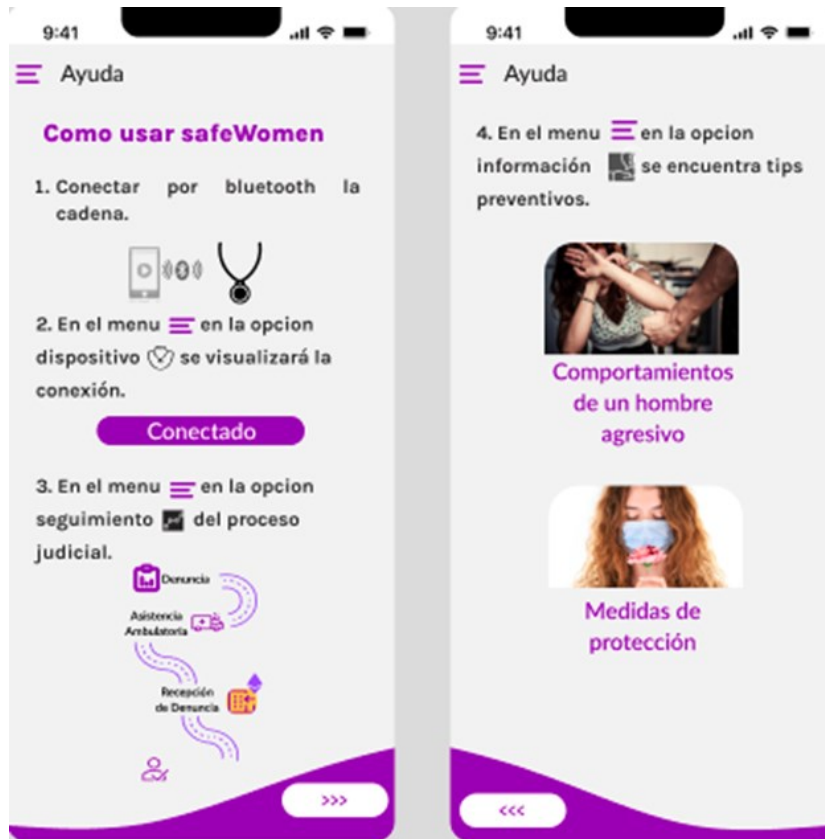 9:41
Ayuda
Como usar safeWomen
1. Conectar por bluetooth la
cadena.
2. En el menu en la opcion
dispositivo se visualizará la
conexión.
Conectado
3. En el menu en la opcion
seguimiento del proceso
judicial.
Denuncia
Asistencia
Ambulatoria
Recepción
de Denuncia
>>>
9:41
Ayuda
4. En el menu en la opcion
información se encuentra tips
preventivos.
Comportamientos
de un hombre
agresivo
Medidas de
protección
<<<